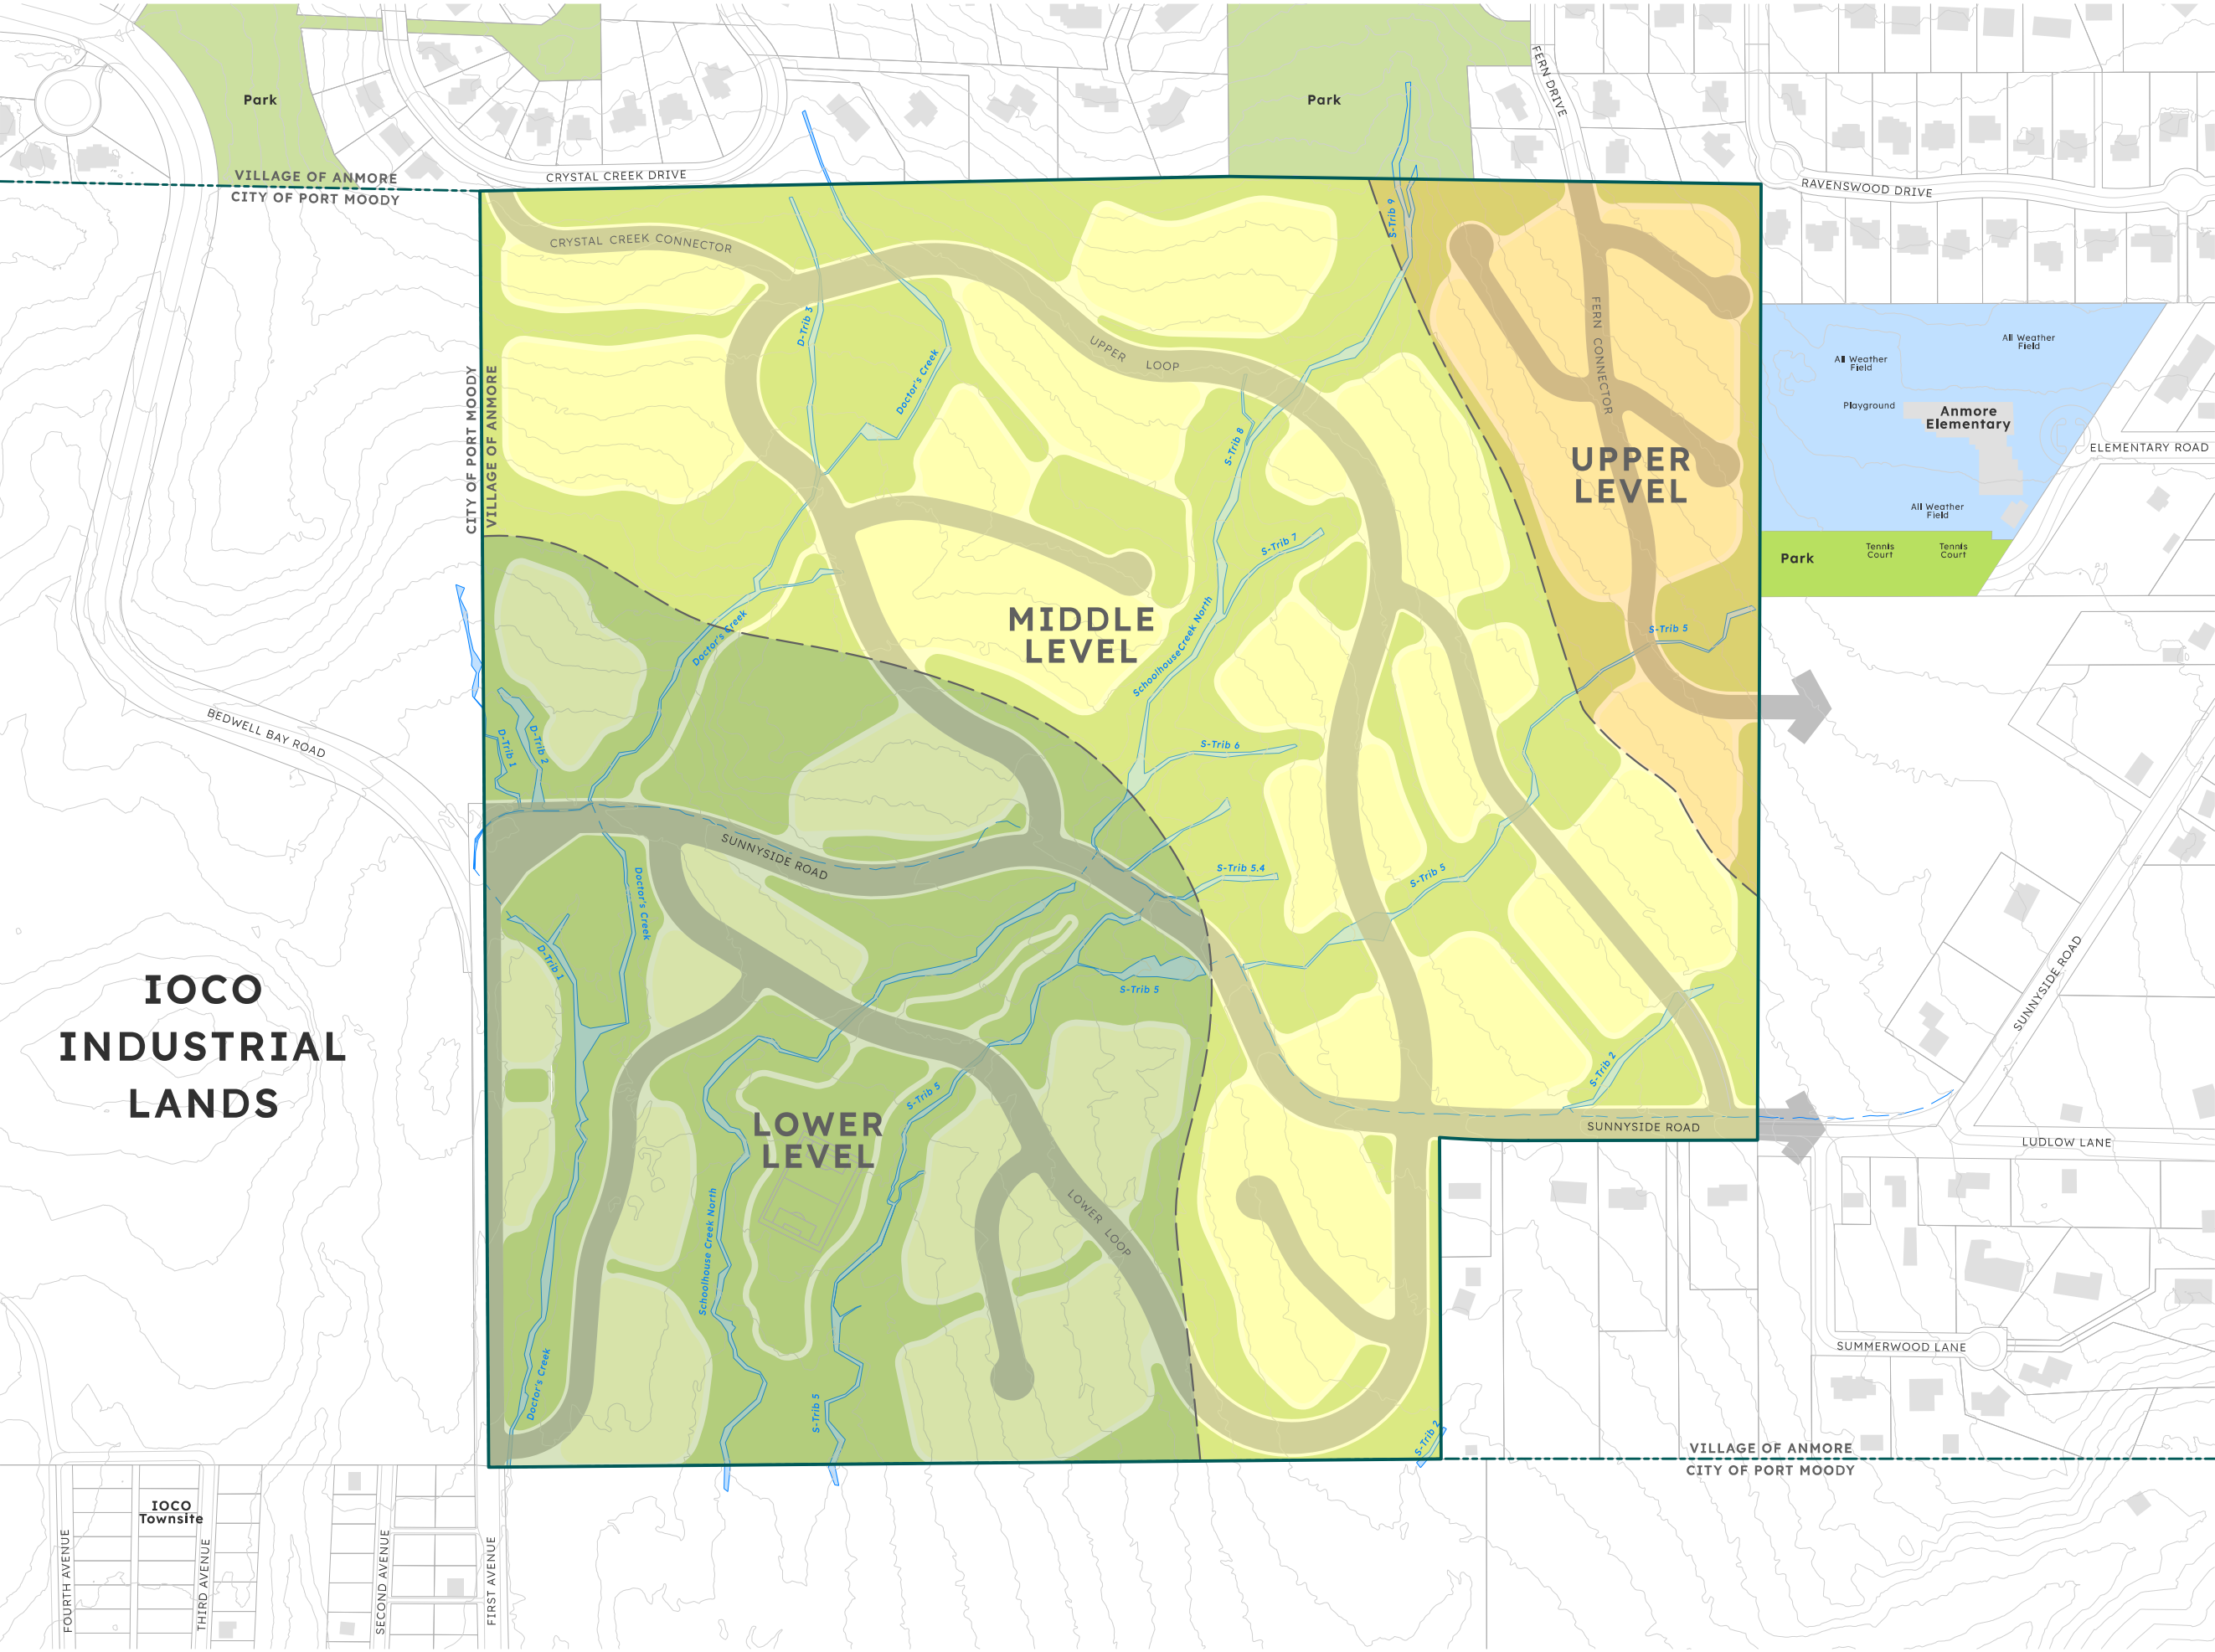 Park
Park
FERN DRIVE
VILLAGE OF ANMORE
CITY OF PORT MOODY
CRYSTAL CREEK DRIVE
RAVENSWOOD DRIVE
CRYSTAL CREEK CONNECTOR
S-Trib 9
D-Trib 3
Doctor's Creek
UPPER LOOP
FERN CONNECTOR
All Weather
Field
All Weather
Field
Playground
Anmore
Elementary
ELEMENTARY ROAD
All Weather
Field
Park
Tennis
Court
Tennis
Court
CITY OF PORT MOODY
VILLAGE OF ANMORE
UPPER
LEVEL
S-Trib 8
S-Trib 7
MIDDLE
LEVEL
SchoolhouseCreek North
S-Trib 5
Doctor's Creek
D-Trib 1
D-Trib 2
BEDWELL BAY ROAD
S-Trib 6
SUNNYSIDE ROAD
S-Trib 5.4
S-Trib 5
Doctor's Creek
D-Trib 1
S-Trib 5
SUNNYSIDE ROAD
IOCO
INDUSTRIAL
LANDS
S-Trib 2
S-Trib 5
LOWER
LEVEL
SUNNYSIDE ROAD
LUDLOW LANE
LOWER LOOP
Schoolhouse Creek North
SUMMERWOOD LANE
Doctor's Creek
S-Trib 5
S-Trib 2
VILLAGE OF ANMORE
CITY OF PORT MOODY
IOCO
Townsite
FOURTH AVENUE
THIRD AVENUE
SECOND AVENUE
FIRST AVENUE